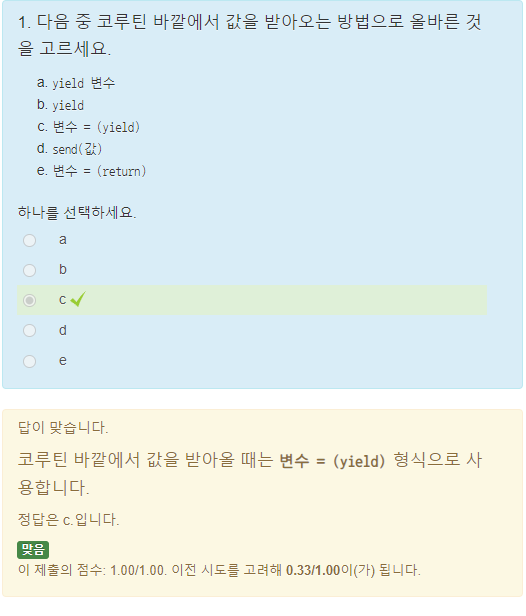 1. 다음 중 코루틴 바깥에서 값을 받아오는 방법으로 올바른 것
을 고르세요.
a. yield 변수
b. yield
c. 변수 = (yield)
d. send(값)
e. 변수 = (return)
하나를 선택하세요.
a
b
c
d
e
답이 맞습니다.
코루틴 바깥에서 값을 받아올 때는 변수 = (yield) 형식으로 사
용합니다.
정답은 c.입니다.
맞음
이 제출의 점수: 1.00/1.00. 이전 시도를 고려해 0.33/1.00이(가) 됩니다.